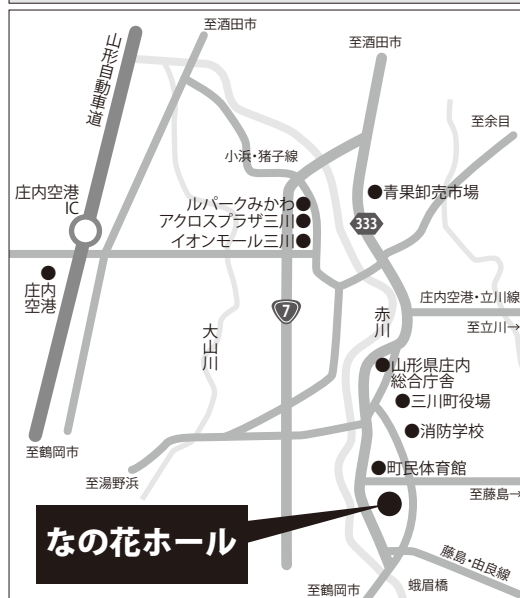 至酒田市
至酒田市
山形自動車道
至余目
小浜・猪子線
庄内空港
IC
ルパークみかわ
アクロスプラザ三川
イオンモール三川
青果卸売市場
333
庄内
空港
7
大山川
赤川
庄内空港・立川線
至立川→
山形県庄内
総合庁舎
三川町役場
消防学校
至鶴岡市
町民体育館
至湯野浜
至藤島→
なの花ホール
藤島・由良線
至鶴岡市
蛾眉橋